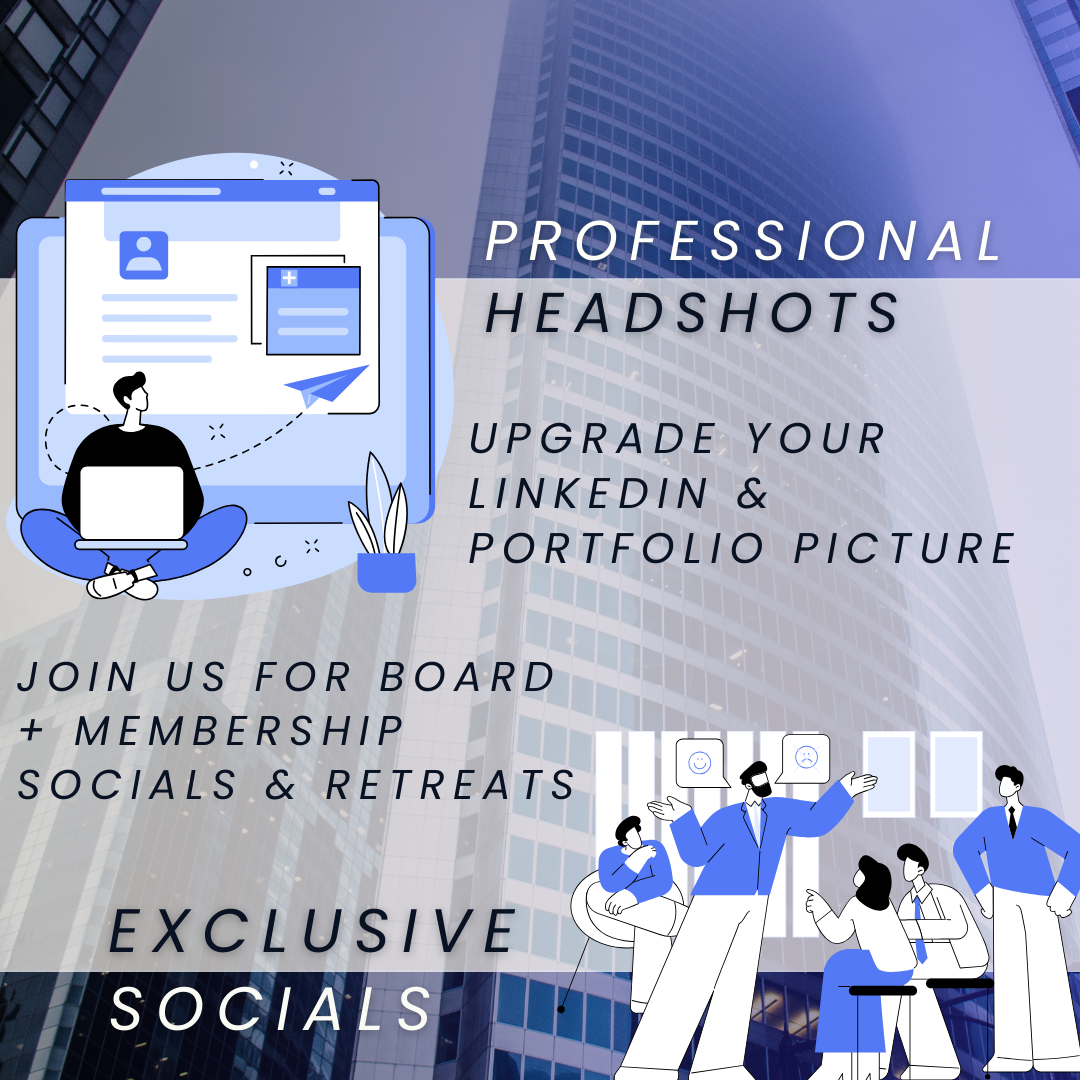 PROFESSIONAL
HEADSHOTS
UPGRADE YOUR
LINKEDIN &
PORTFOLIO PICTURE
JOIN US FOR BOARD
+ MEMBERSHIP
SOCIALS & RETREATS
EXCLUSIVE
SOCIALS